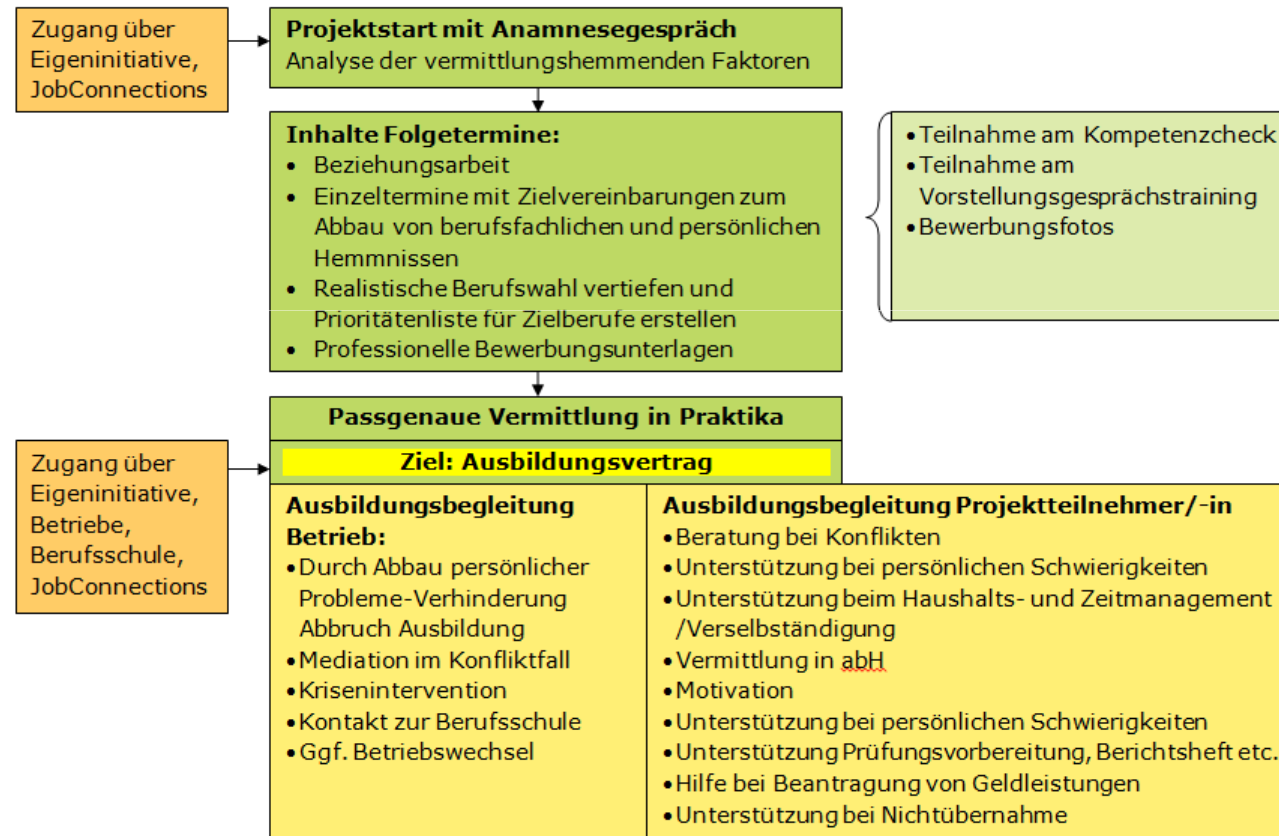 Zugang über
Eigeninitiative,
JobConnections
Projektstart mit Anamnesegespräch
Analyse der vermittlungshemmenden Faktoren
Inhalte Folgetermine:
• Beziehungsarbeit
• Einzeltermine mit Zielvereinbarungen zum
Abbau von berufsfachlichen und persönlichen
Hemmnissen
• Realistische Berufswahl vertiefen und
Prioritätenliste für Zielberufe erstellen
• Professionelle Bewerbungsunterlagen
• Teilnahme am Kompetenzcheck
• Teilnahme am
Vorstellungsgesprächstraining
• Bewerbungsfotos
Passgenaue Vermittlung in Praktika
Ziel: Ausbildungsvertrag
Zugang über
Eigeninitiative,
Betriebe,
Berufsschule,
JobConnections
Ausbildungsbegleitung
Betrieb:
• Durch Abbau persönlicher
Probleme-Verhinderung
Abbruch Ausbildung
• Mediation im Konfliktfall
• Krisenintervention
• Kontakt zur Berufsschule
• Ggf. Betriebswechsel
Ausbildungsbegleitung Projektteilnehmer/-in
• Beratung bei Konflikten
• Unterstützung bei persönlichen Schwierigkeiten
• Unterstützung beim Haushalts- und Zeitmanagement
/Verselbständigung
• Vermittlung in abH
• Motivation
• Unterstützung bei persönlichen Schwierigkeiten
• Unterstützung Prüfungsvorbereitung, Berichtsheft etc.
• Hilfe bei Beantragung von Geldleistungen
• Unterstützung bei Nichtübernahme